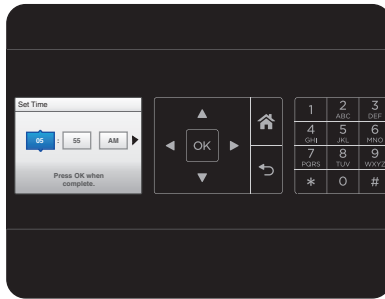 Set Time
05 : 55 AM
Press OK when
complete.
OK
1 2 3
ABC DEF
4 5 6
GHI JKL MNO
7 8 9
PQRS TUV WXYZ
* 0 #